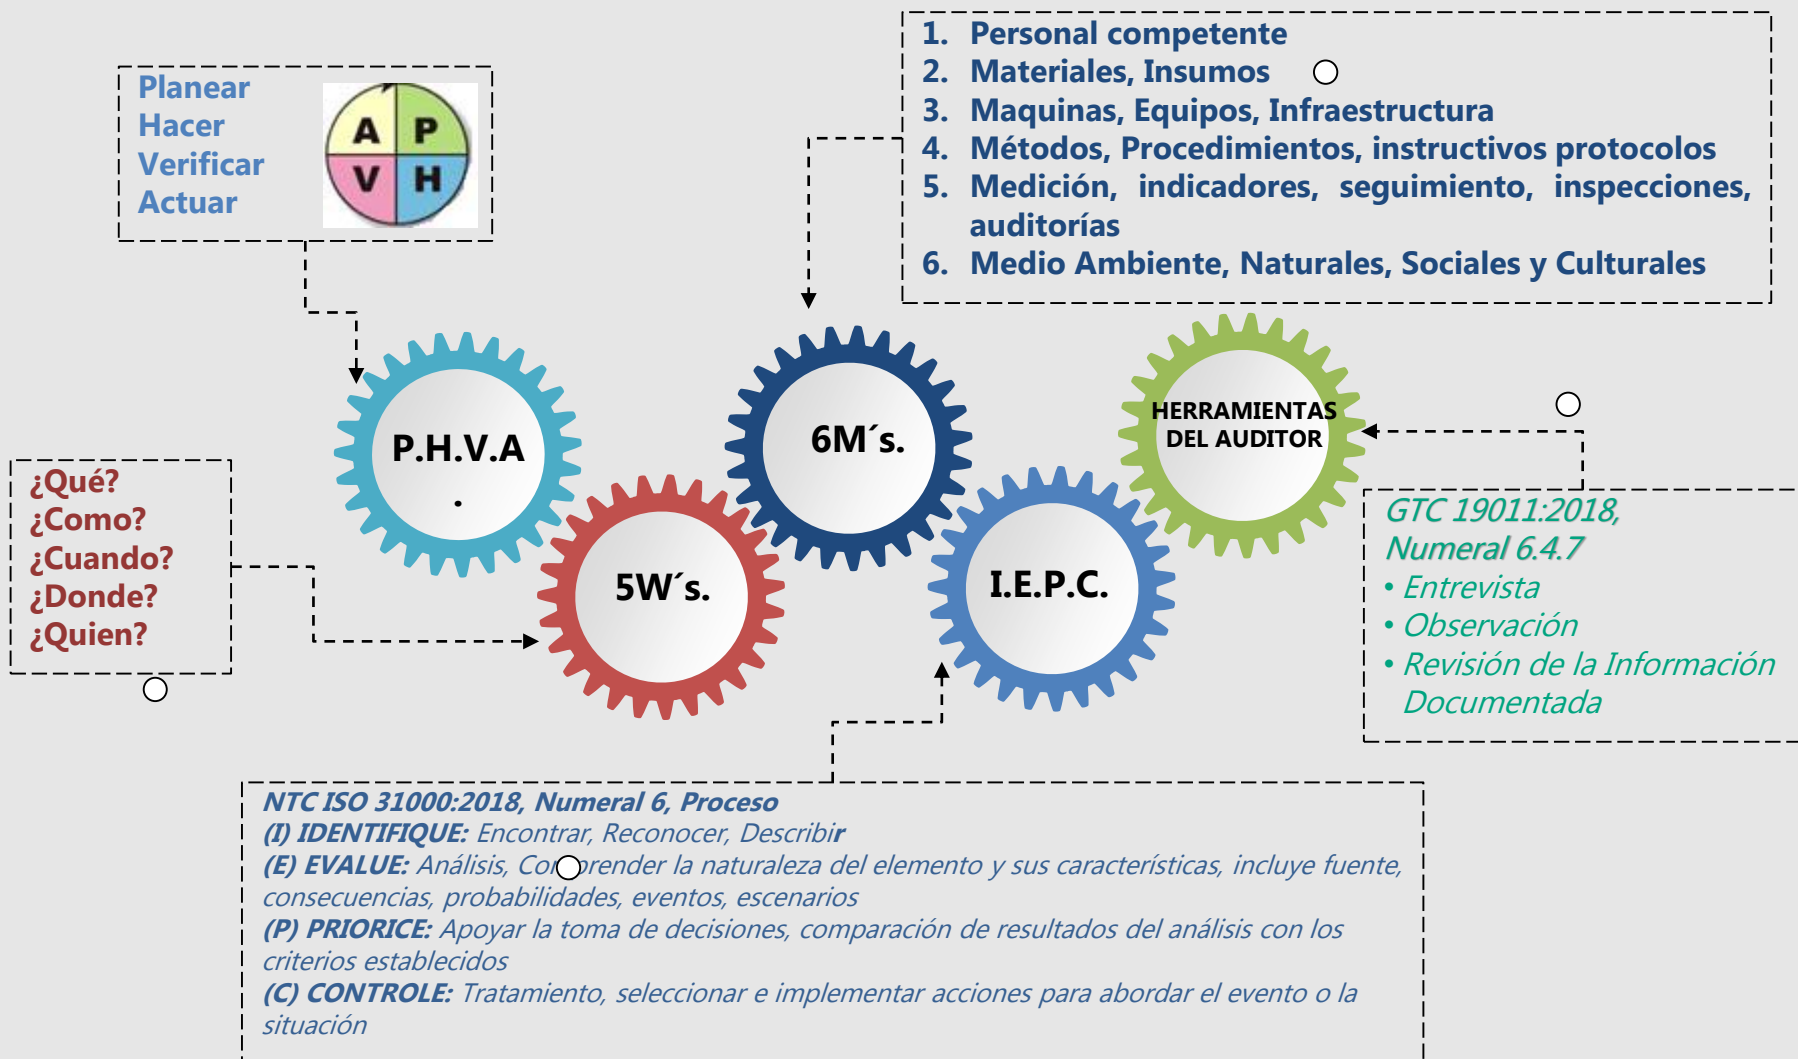 Planear
Hacer
Verificar
Actuar
A P
V H
1. Personal competente
2. Materiales, Insumos
3. Maquinas, Equipos, Infraestructura
4. Métodos, Procedimientos, instructivos protocolos
5. Medición, indicadores, seguimiento, inspecciones,
auditorías
6. Medio Ambiente, Naturales, Sociales y Culturales
P.H.V.A
.
6M´s.
HERRAMIENTAS
DEL AUDITOR
¿Qué?
¿Como?
¿Cuando?
¿Donde?
¿Quien?
5W´s.
I.E.P.C.
GTC 19011:2018,
Numeral 6.4.7
• Entrevista
• Observación
• Revisión de la Información
Documentada
NTC ISO 31000:2018, Numeral 6, Proceso
(I) IDENTIFIQUE: Encontrar, Reconocer, Describir
(E) EVALUE: Análisis, Comprender la naturaleza del elemento y sus características, incluye fuente,
consecuencias, probabilidades, eventos, escenarios
(P) PRIORICE: Apoyar la toma de decisiones, comparación de resultados del análisis con los
criterios establecidos
(C) CONTROLE: Tratamiento, seleccionar e implementar acciones para abordar el evento o la
situación